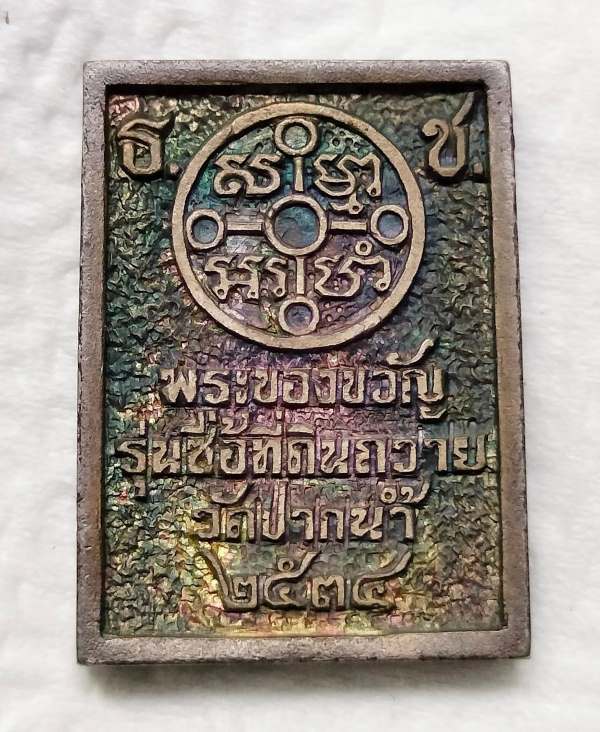 ธ. ช.
พระของขวัญ
รุ่นซื้อที่ดินถวาย
วัดปากน้ำ
๒๕๓๔